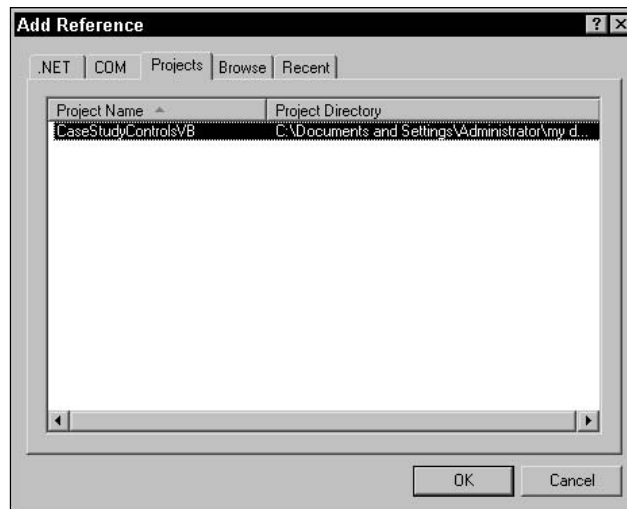 Add Reference
.NET COM Projects Browse Recent
Project Name Project Directory
CaseStudyControlsVB C:\Documents and Settings\Administrator\my d...
OK Cancel